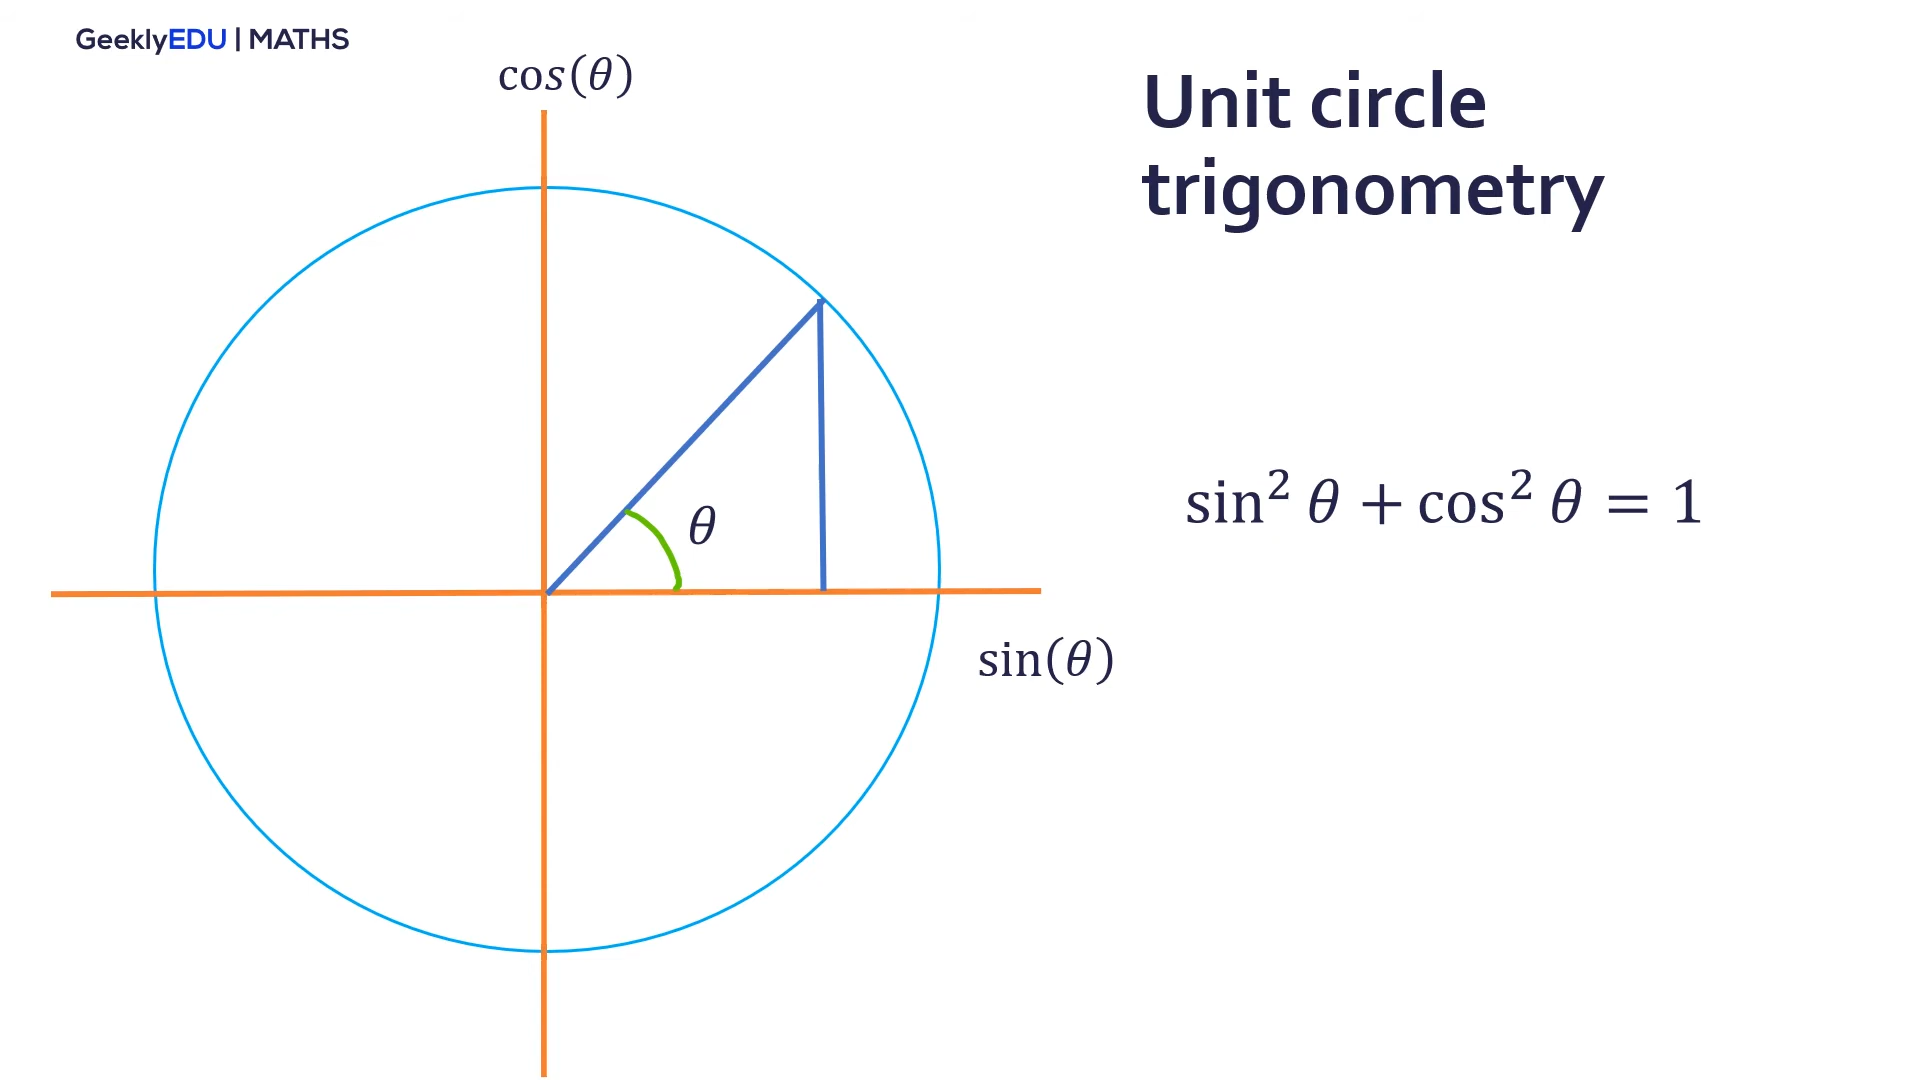 GeeklyEDU | MATHS
cos(θ)
Unit circle
trigonometry
θ
sin² θ + cos² θ = 1
sin(θ)